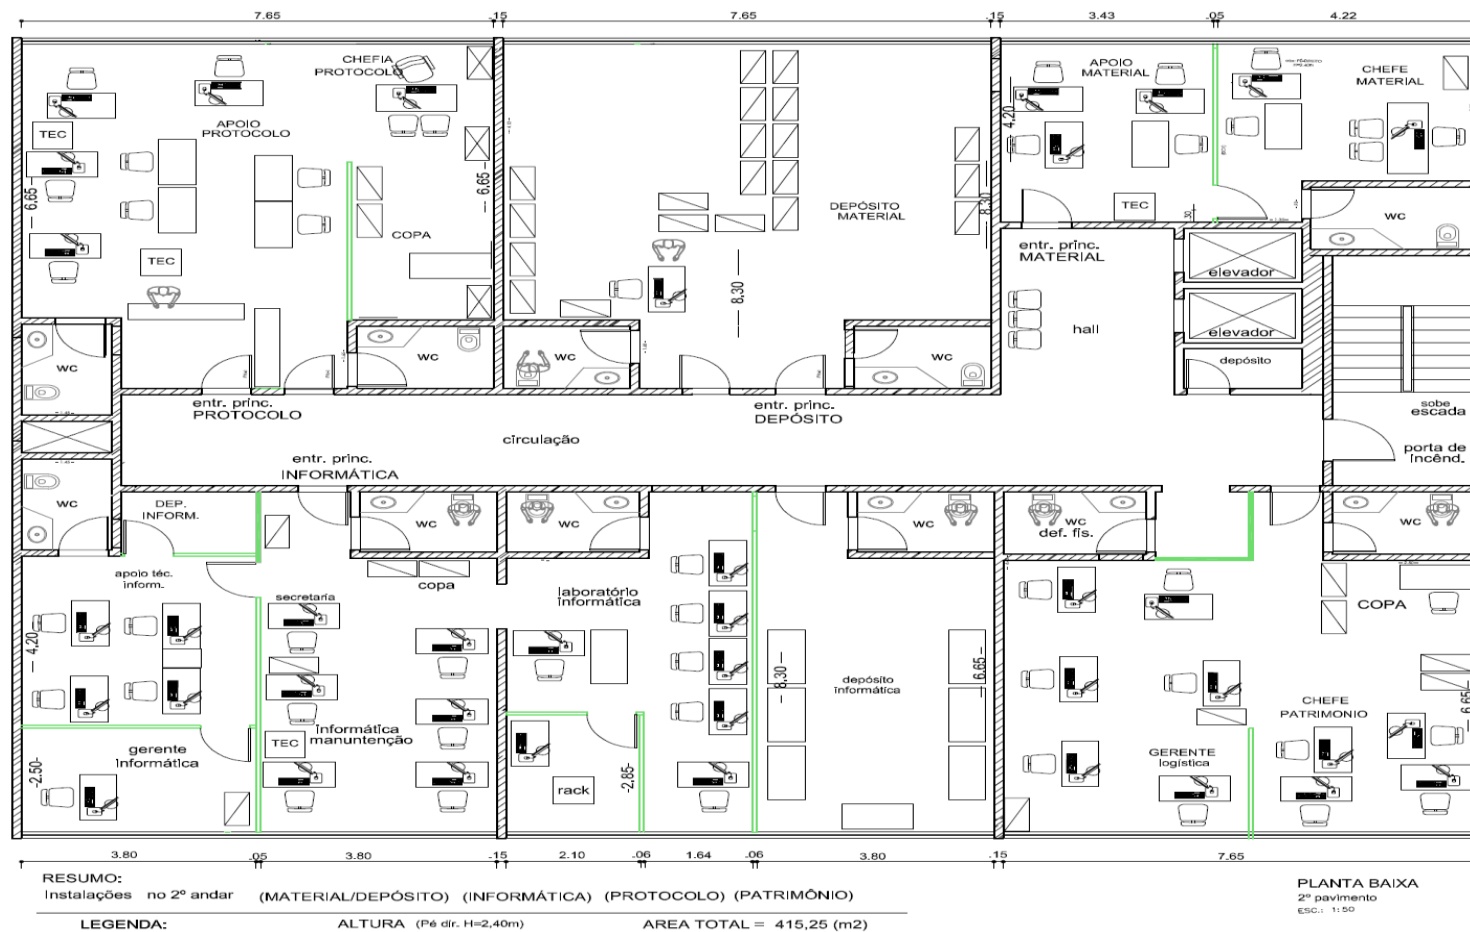 7.65
.15
7.65
.15
3.43
.05
4.22
CHEFIA
PROTOCOLO
APOIO
PROTOCOLO
TEC
6.65
6.65
COPA
TEC
DEPÓSITO
MATERIAL
8.30
8.30
APOIO
MATERIAL
CHEFE
MATERIAL
4.20
TEC
.30
wc
entr. princ.
MATERIAL
elevador
elevador
hall
depósito
wc
wc
wc
wc
entr. princ.
PROTOCOLO
entr. princ.
DEPÓSITO
sobe
escada
circulação
porta de
incênd.
entr. princ.
INFORMÁTICA
wc
DEP.
INFORM.
wc
wc
wc
wc
def. fis.
wc
apoio téc.
inform.
copa
secretaria
laboratório
informática
COPA
4.20
8.30
6.65
depósito
informática
6.65
CHEFE
PATRIMONIO
informática
manuntenção
TEC
gerente
informática
GERENTE
logística
2.50
2.85
rack
3.80
.05
3.80
.15
2.10
.06
1.64
.06
3.80
.15
7.65
RESUMO:
Instalações no 2º andar (MATERIAL/DEPÓSITO) (INFORMÁTICA) (PROTOCOLO) (PATRIMÔNIO)
PLANTA BAIXA
2º pavimento
ESC.: 1:50
LEGENDA: ALTURA (Pé dir. H=2,40m) AREA TOTAL = 415,25 (m2)